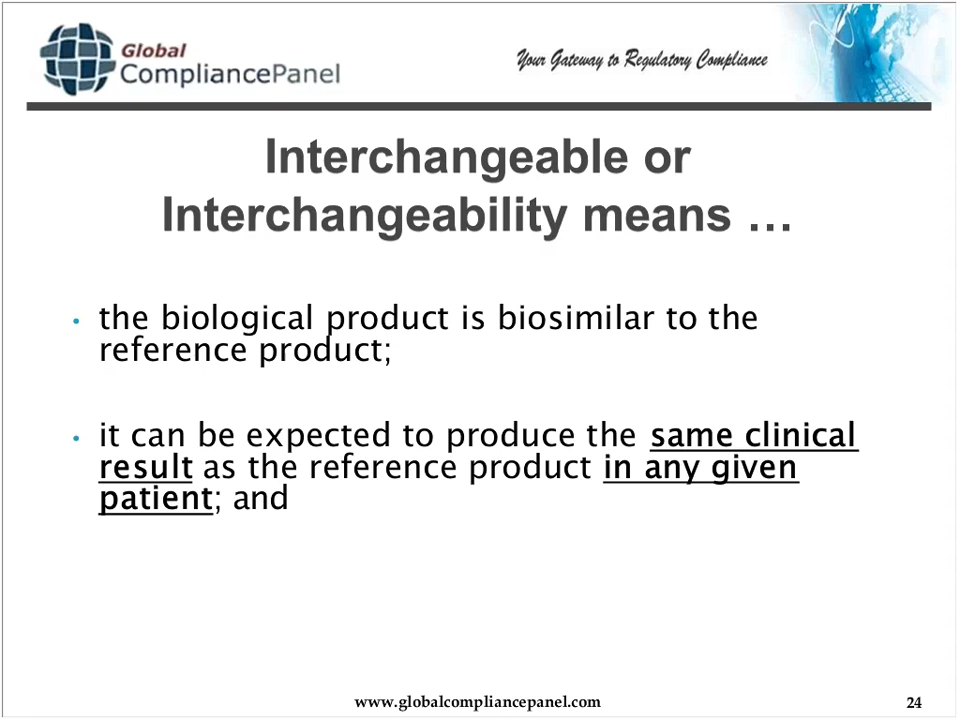 Global
CompliancePanel
Your Gateway to Regulatory Compliance
Interchangeable or
Interchangeability means …
• the biological product is biosimilar to the
reference product;
• it can be expected to produce the same clinical
result as the reference product in any given
patient; and
www.globalcompliancepanel.com
24